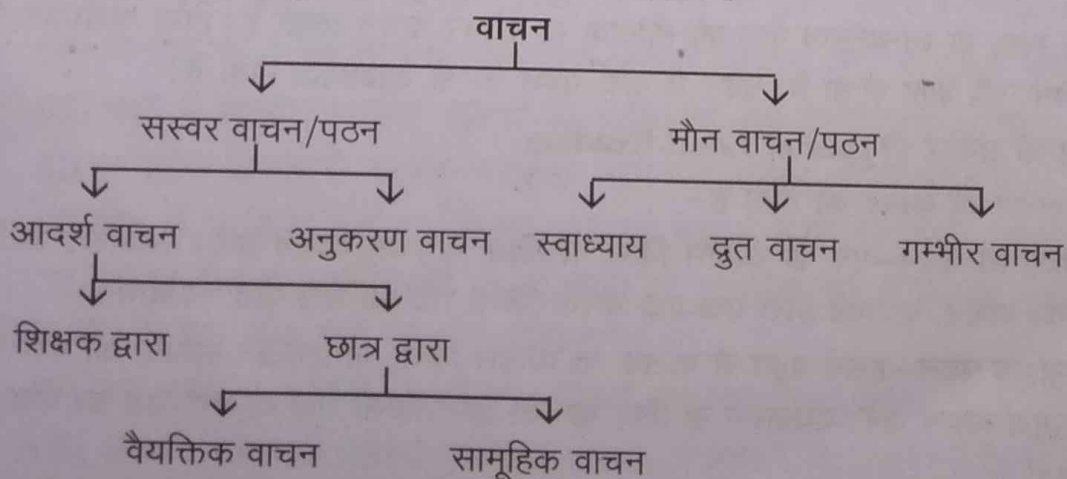 वाचन
सस्वर वाचन/पठन मौन वाचन/पठन
आदर्श वाचन अनुकरण वाचन स्वाध्याय द्रुत वाचन गम्भीर वाचन
शिक्षक द्वारा छात्र द्वारा
वैयक्तिक वाचन सामूहिक वाचन